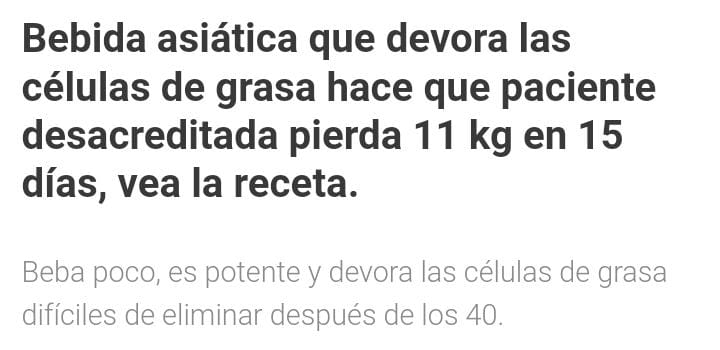 Bebida asiática que devora las
células de grasa hace que paciente
desacreditada pierda 11 kg en 15
días, vea la receta.
Beba poco, es potente y devora las células de grasa
difíciles de eliminar después de los 40.